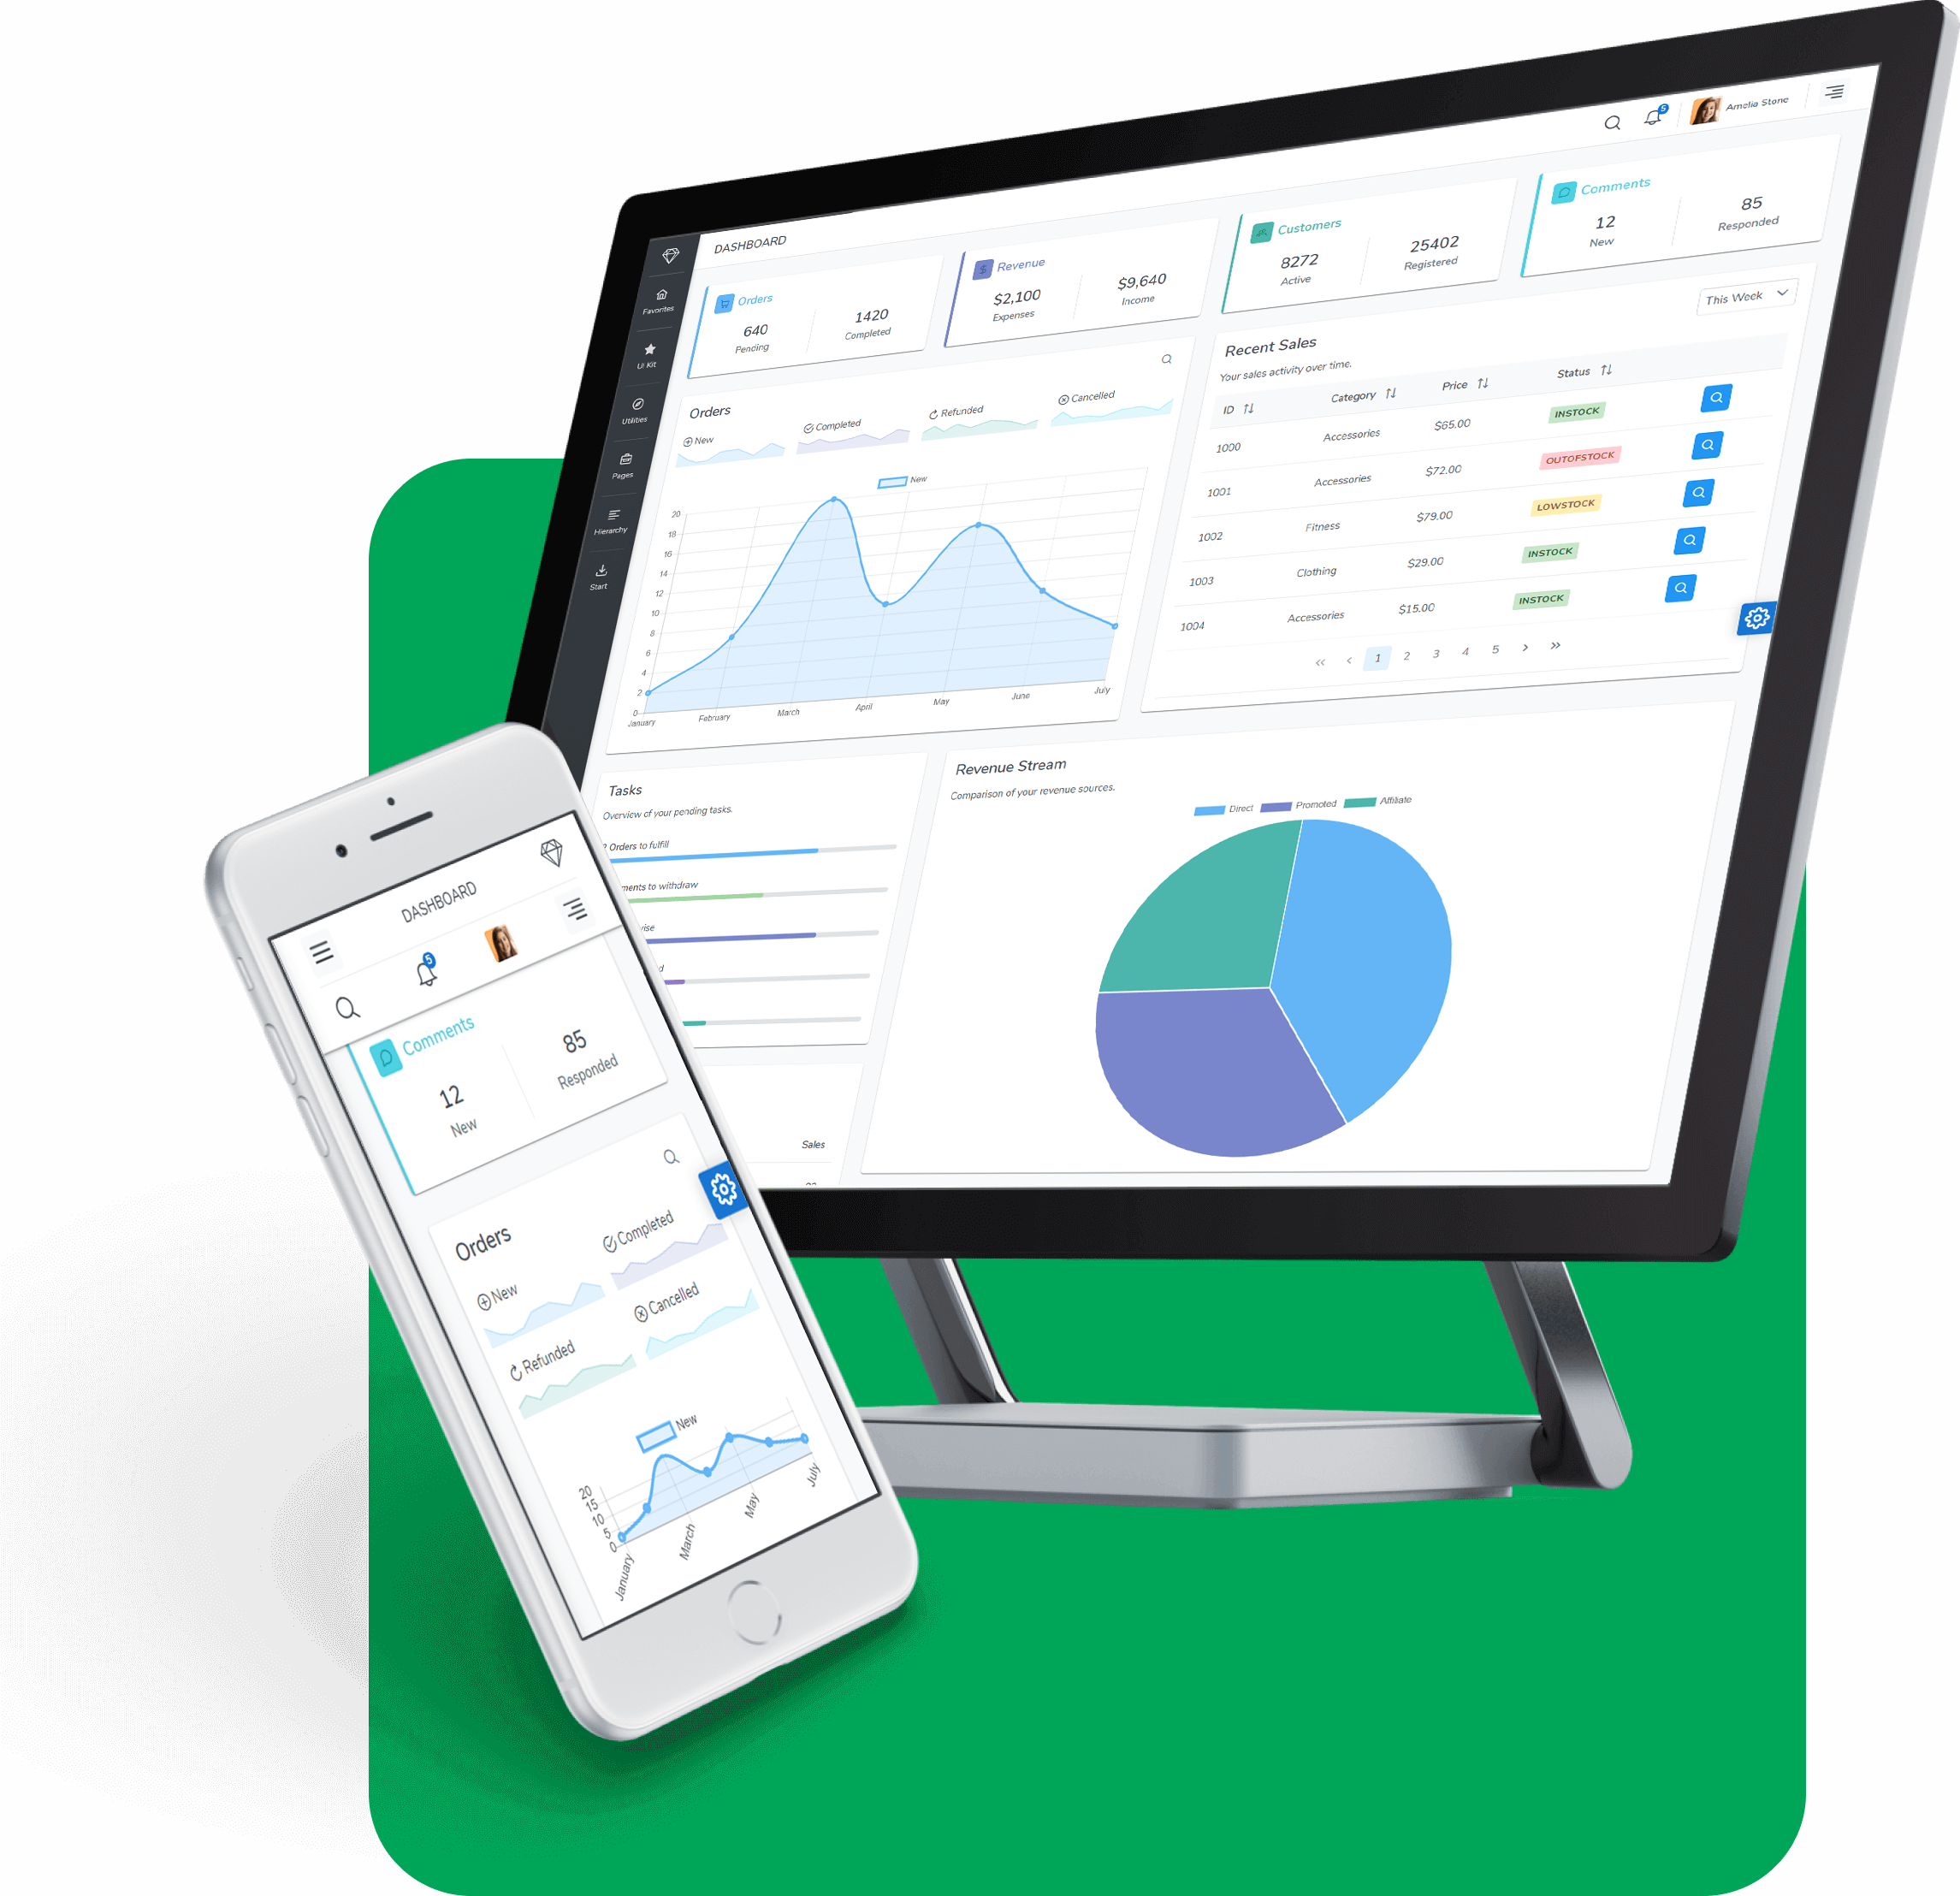 Amelia Stone
5
DASHBOARD
Favorites
UI Kit
Utilities
Pages
Hierarchy
Start
Orders
640
Pending
1420
Completed
Revenue
$2,100
Expenses
$9,640
Income
Customers
8272
Active
25402
Registered
Comments
12
New
85
Responded
Orders
New
Completed
Refunded
Cancelled
New
20
18
16
14
12
10
8
6
4
2
0
January February March April May June July
Recent Sales
This Week
Your sales activity over time.
ID Category Price Status
1000 Accessories $65.00 INSTOCK
1001 Accessories $72.00 OUTOFSTOCK
1002 Fitness $79.00 LOWSTOCK
1003 Clothing $29.00 INSTOCK
1004 Accessories $15.00 INSTOCK
« ‹ 1 2 3 4 5 › »
Tasks
Overview of your pending tasks.
Orders to fulfill
to withdraw
Sales
Revenue Stream
Comparison of your revenue sources.
Direct Promoted Affiliate
DASHBOARD
5
Comments
12
New
85
Responded
Orders
New
Completed
Refunded
Cancelled
New
20
15
10
5
0
January March May July